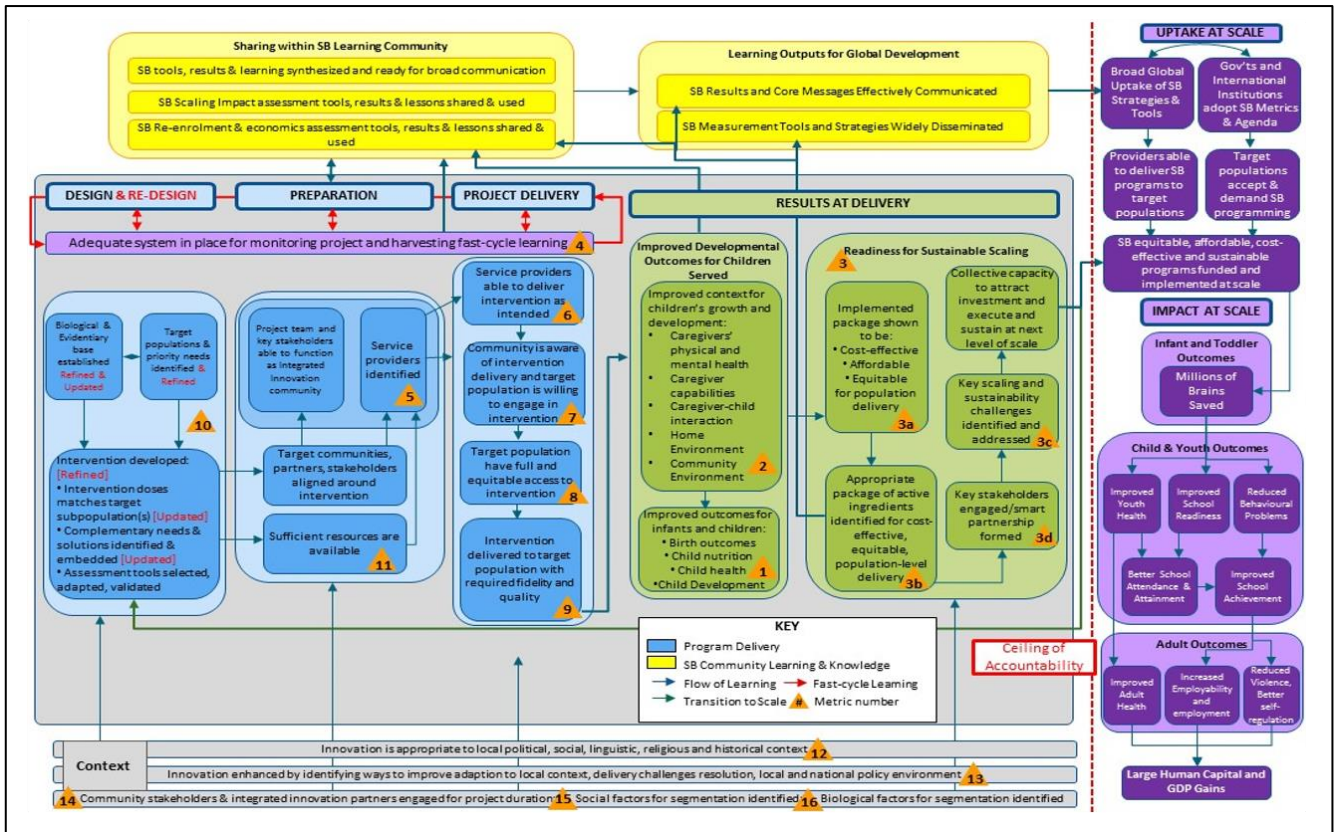 Sharing within SB Learning Community
SB tools, results & learning synthesized and ready for broad communication
SB Scaling Impact assessment tools, results & lessons shared & used
SB Re-enrolment & economics assessment tools, results & lessons shared &
used
Learning Outputs for Global Development
SB Results and Core Messages Effectively Communicated
SB Measurement Tools and Strategies Widely Disseminated
UPTAKE AT SCALE
Broad Global
Uptake of SB
Strategies &
Tools
Gov'ts and
International
Institutions
adopt SB Metrics
& Agenda
Providers able
to deliver SB
programs to
target
populations
Target
populations
accept &
demand SB
programming
SB equitable, affordable, cost-
effective and sustainable
programs funded and
implemented at scale
DESIGN & RE-DESIGN
PREPARATION
PROJECT DELIVERY
RESULTS AT DELIVERY
Adequate system in place for monitoring project and harvesting fast-cycle learning
4
Biological &
Evidentiary
base
established
Refined &
Updated
Target
populations &
priority needs
identified &
Refined
10
Intervention developed:
[Refined]
• Intervention doses
matches target
subpopulation(s) [Updated]
• Complementary needs &
solutions identified &
embedded [Updated]
• Assessment tools selected,
adapted, validated
Project team and
key stakeholders
able to function
as Integrated
Innovation
community
Service
providers
identified
5
Target communities,
partners, stakeholders
aligned around
intervention
Sufficient resources are
available
11
Service providers
able to deliver
intervention as
intended
6
Community is aware
of intervention
delivery and target
population is willing
to engage in
intervention
7
Target population
have full and
equitable access to
intervention
8
Intervention
delivered to target
population with
required fidelity and
quality
9
Improved Developmental
Outcomes for Children
Served
Improved context for
children's growth and
development:
• Caregivers'
physical and
mental health
• Caregiver
capabilities
• Caregiver-child
interaction
• Home
Environment
• Community
Environment
2
Improved outcomes for
infants and children:
• Birth outcomes
• Child nutrition
• Child health
• Child Development
1
Readiness for Sustainable Scaling
3
Implemented
package shown
to be:
• Cost-effective
• Affordable
• Equitable
for population
delivery
3a
Appropriate
package of active
ingredients
identified for cost-
effective,
equitable,
population-level
delivery
3b
Collective capacity
to attract
investment and
execute and
sustain at next
level of scale
Key scaling and
sustainability
challenges
identified and
addressed
3c
Key stakeholders
engaged/smart
partnership
formed
3d
KEY
Program Delivery
SB Community Learning & Knowledge
Flow of Learning
Fast-cycle Learning
Transition to Scale
# Metric number
Ceiling of
Accountability
IMPACT AT SCALE
Infant and Toddler
Outcomes
Millions of
Brains
Saved
Child & Youth Outcomes
Improved
Youth
Health
Improved
School
Readiness
Reduced
Behavioural
Problems
Better School
Attendance &
Attainment
Improved
School
Achievement
Adult Outcomes
Improved
Adult
Health
Increased
Employability
and
employment
Reduced
Violence,
Better
self-
regulation
Large Human Capital and
GDP Gains
Context
Innovation is appropriate to local political, social, linguistic, religious and historical context 12
Innovation enhanced by identifying ways to improve adaption to local context, delivery challenges resolution, local and national policy environment 13
14 Community stakeholders & integrated innovation partners engaged for project duration 15 Social factors for segmentation identified 16 Biological factors for segmentation identified